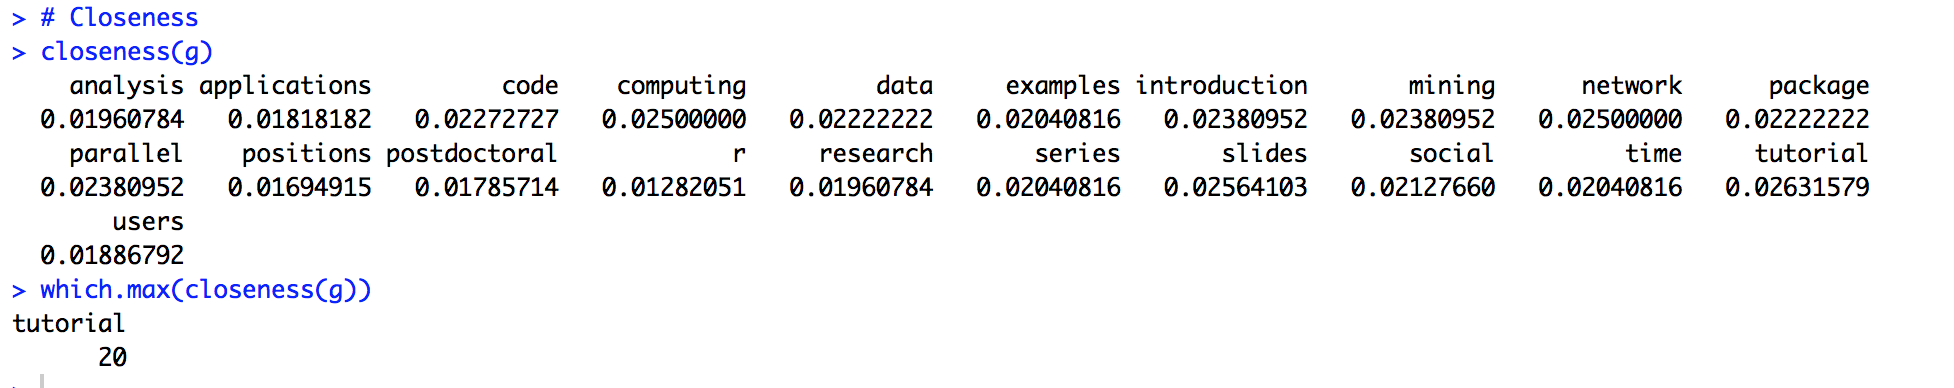 > # Closeness
> closeness(g)
    analysis applications         code    computing         data     examples introduction       mining      network      package
  0.01960784   0.01818182   0.02272727   0.02500000   0.02222222   0.02040816   0.02380952   0.02380952   0.02500000   0.02222222
    parallel    positions postdoctoral            r     research       series       slides       social         time     tutorial
  0.02380952   0.01694915   0.01785714   0.01282051   0.01960784   0.02040816   0.02564103   0.02127660   0.02040816   0.02631579
       users
  0.01886792
> which.max(closeness(g))
tutorial
      20